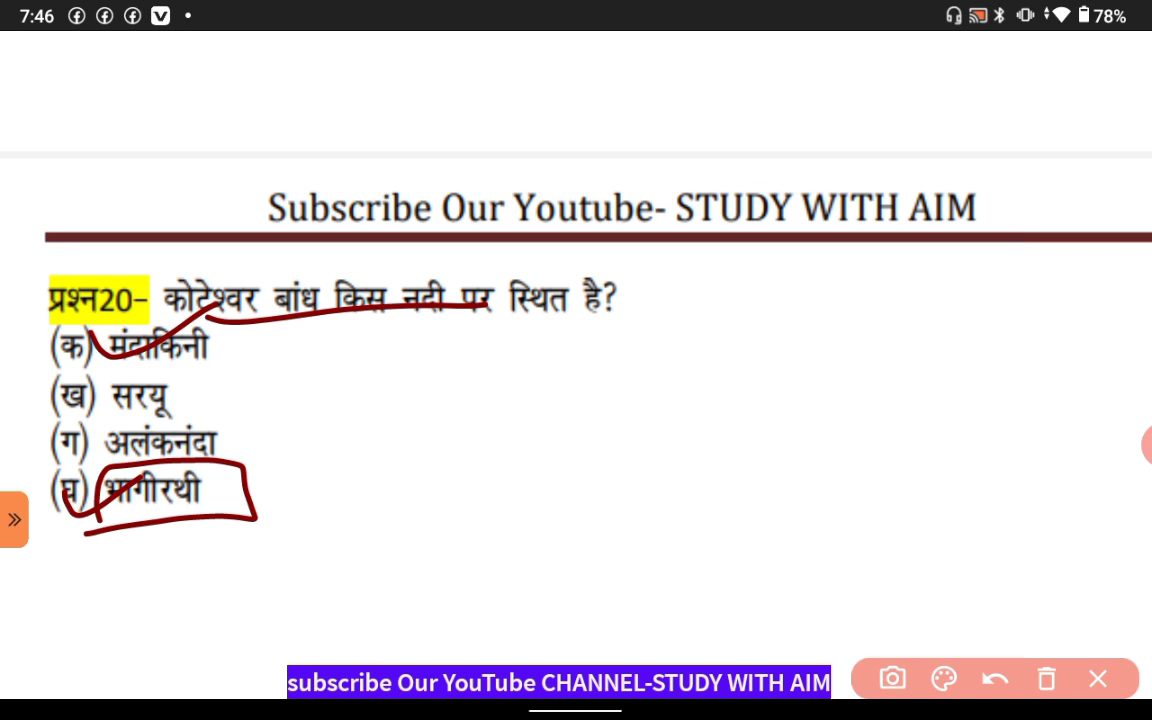 7:46
78%
Subscribe Our Youtube- STUDY WITH AIM
प्रश्न20- कोटेश्वर बांध किस नदी पर स्थित है?
(क) मंदाकिनी
(ख) सरयू
(ग) अलंकनंदा
(घ) भागीरथी
subscribe Our YouTube CHANNEL-STUDY WITH AIM